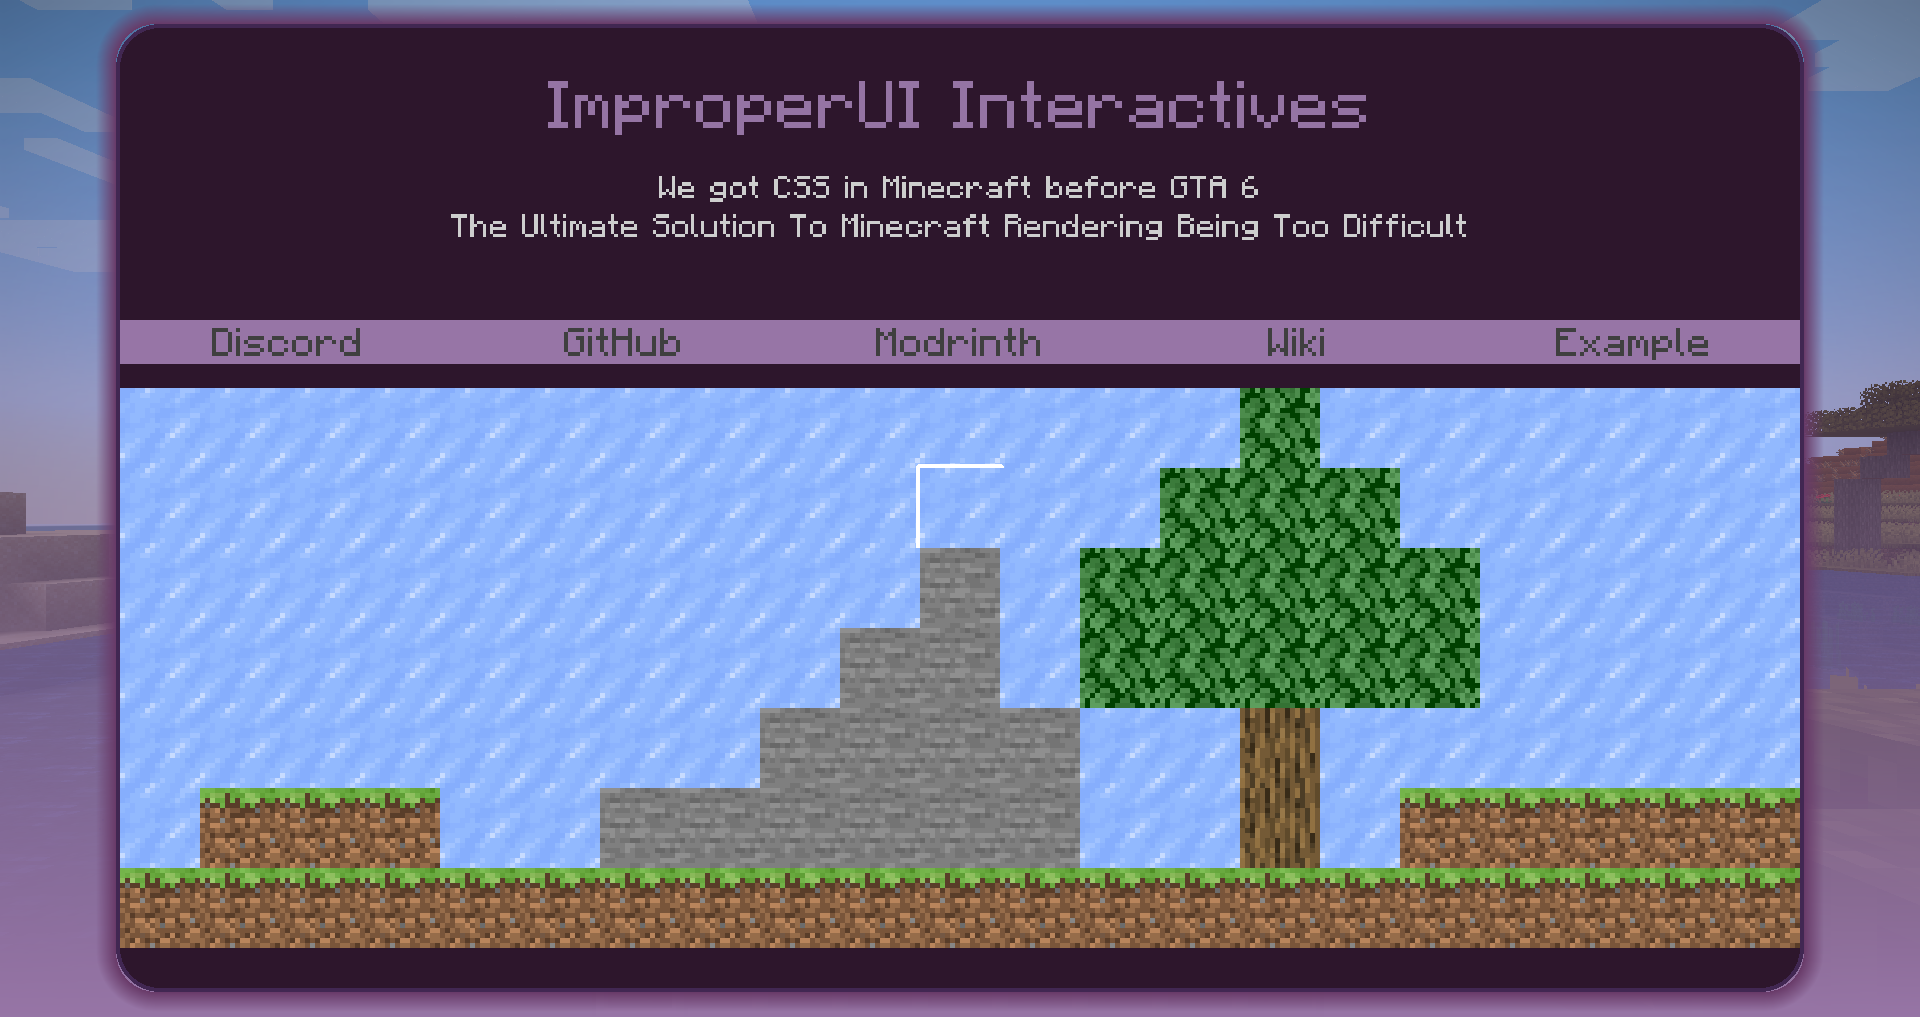 ImproperUI Interactives
We got CSS in Minecraft before GTA 6
The Ultimate Solution To Minecraft Rendering Being Too Difficult
Discord GitHub Modrinth Wiki Example